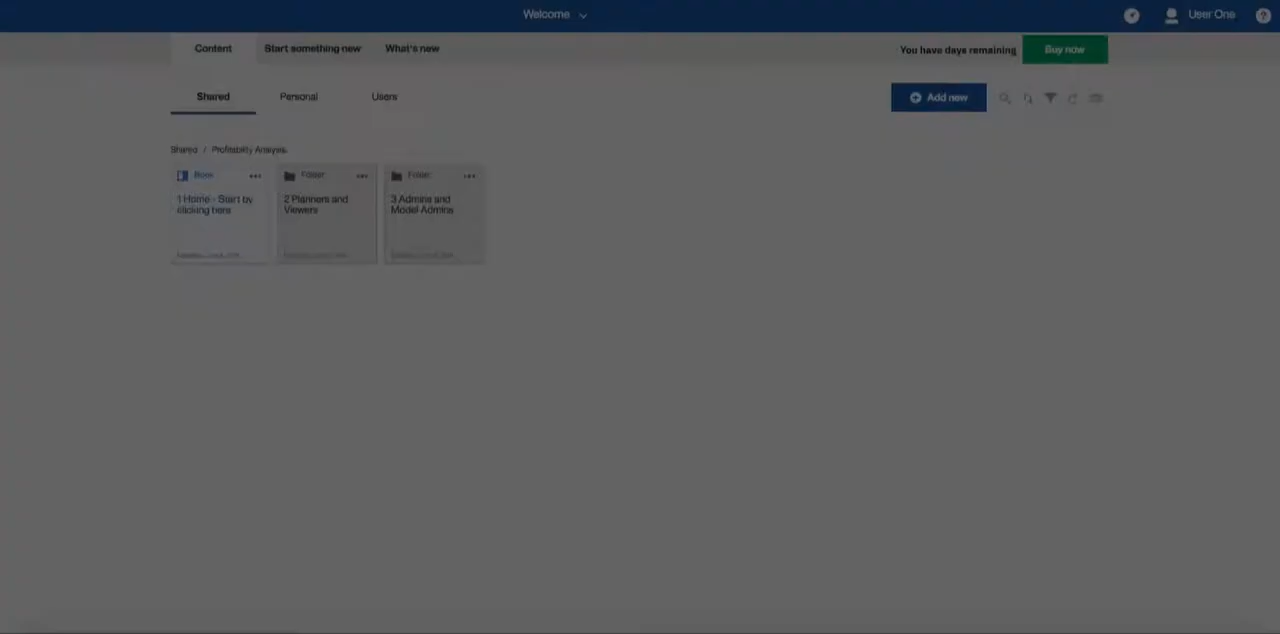 Welcome
User One
Content Start something new What's new
You have days remaining Buy now
Shared Personal Users
Add new
Shared / Profitability Analysis
Book
Folder
Folder
1 Home - Start by
clicking here
2 Planners and
Viewers
3 Admins and
Model Admins